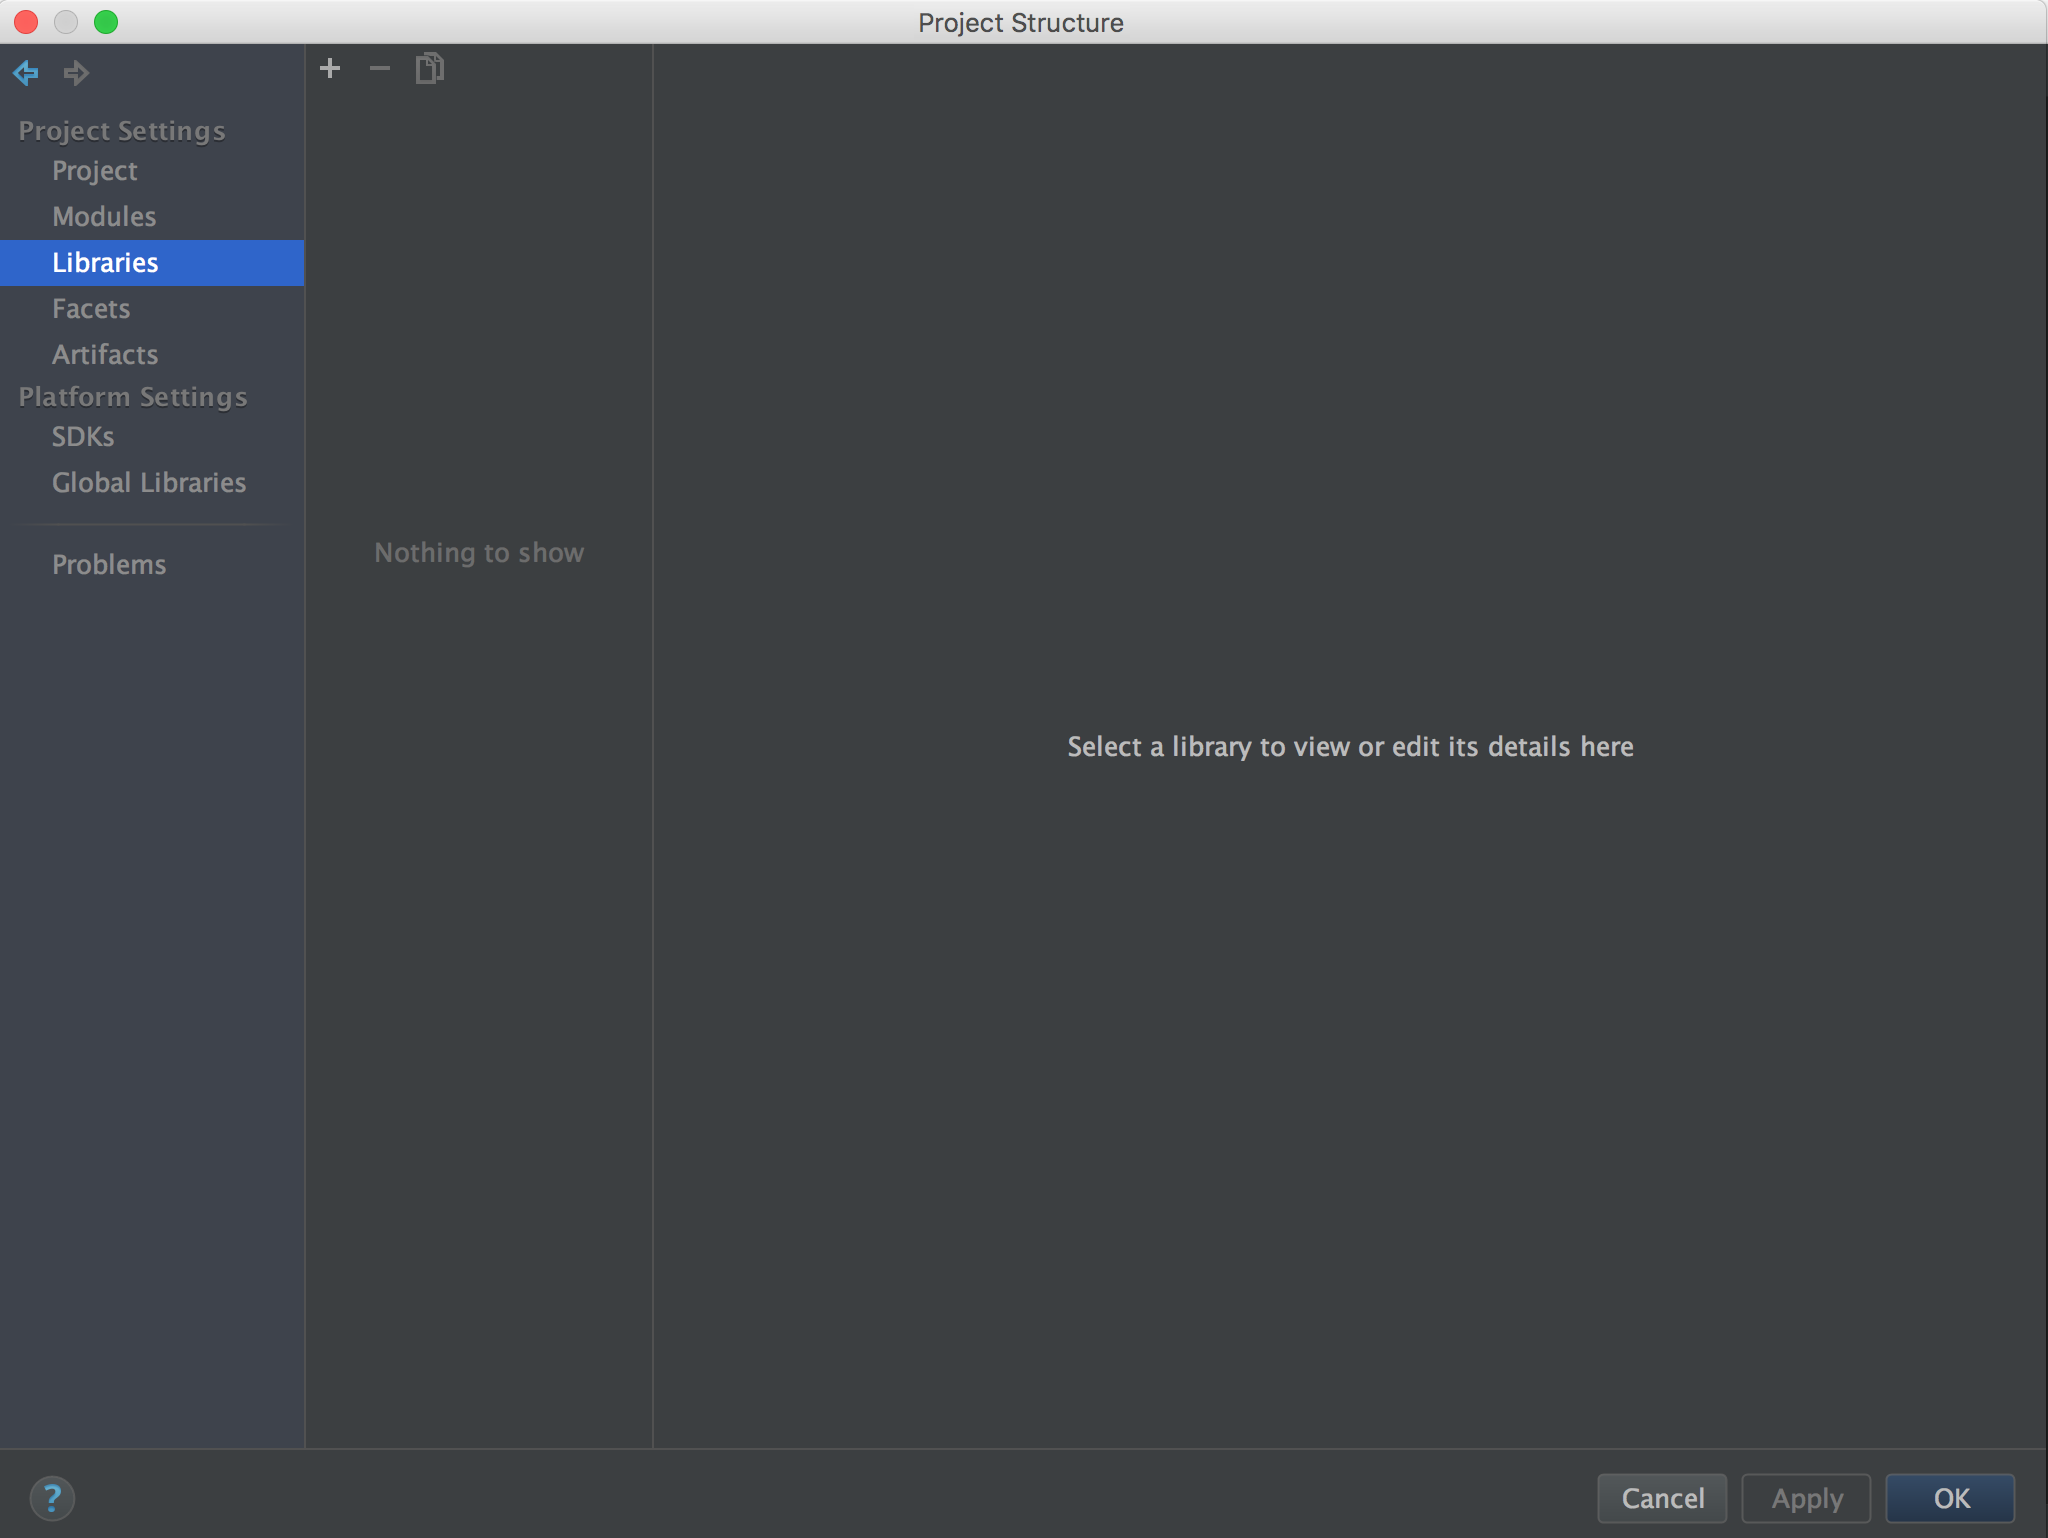 Project Structure
Project Settings
Project
Modules
Libraries
Facets
Artifacts
Platform Settings
SDKs
Global Libraries
Problems
Nothing to show
Select a library to view or edit its details here
?
Cancel
Apply
OK